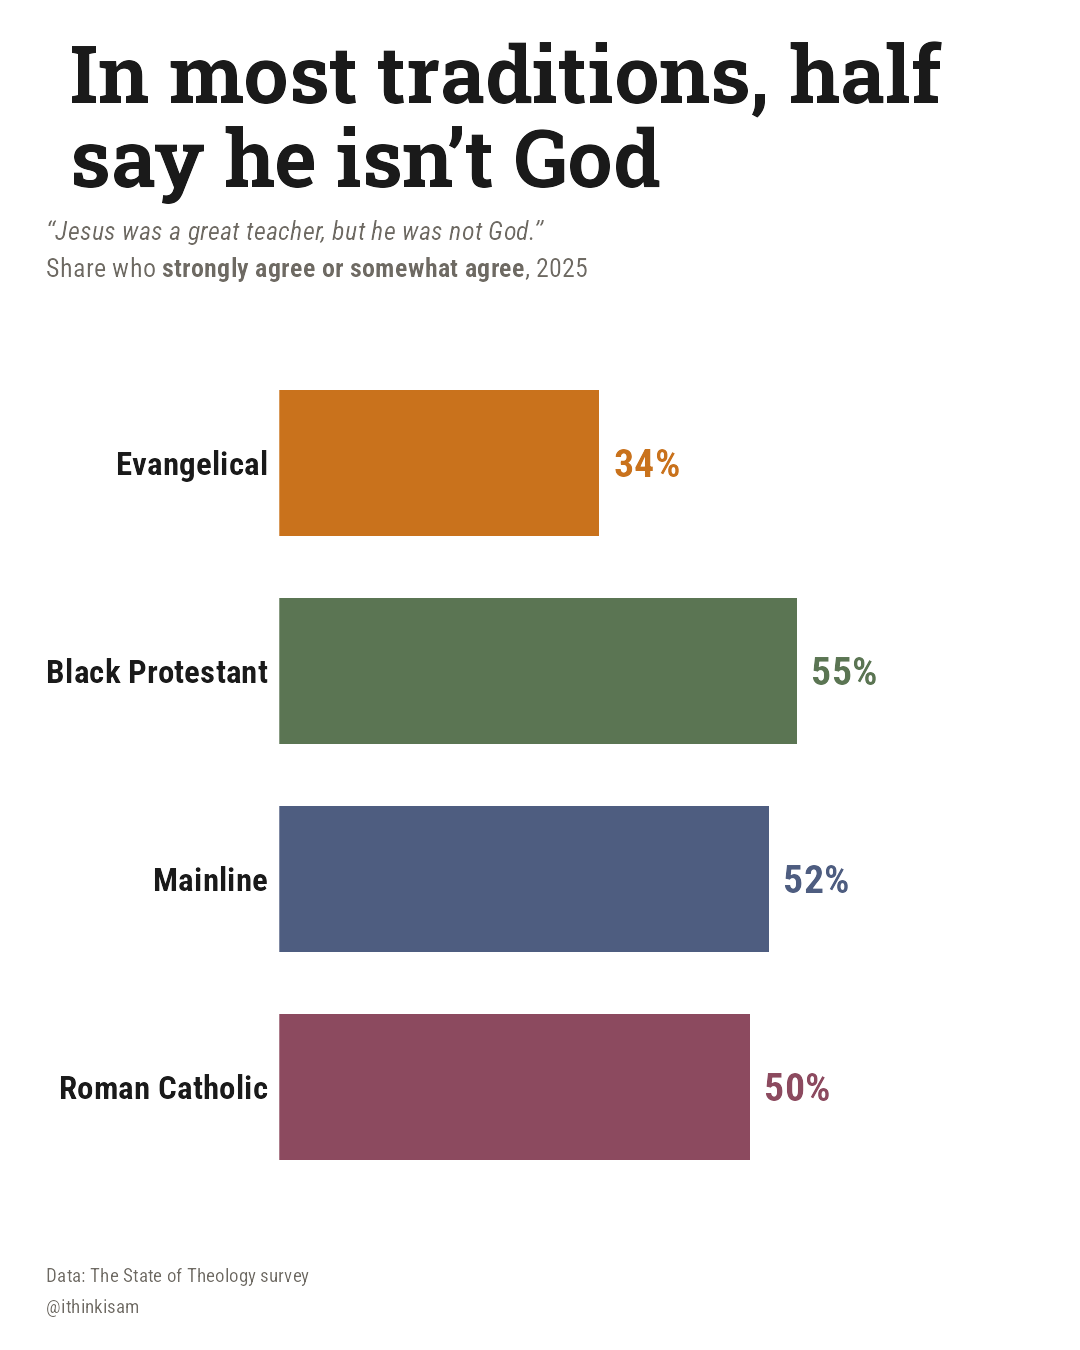 In most traditions, half
say he isn’t God
“Jesus was a great teacher, but he was not God.”
Share who strongly agree or somewhat agree, 2025
Evangelical 34%
Black Protestant 55%
Mainline 52%
Roman Catholic 50%
Data: The State of Theology survey
@ithinkisam